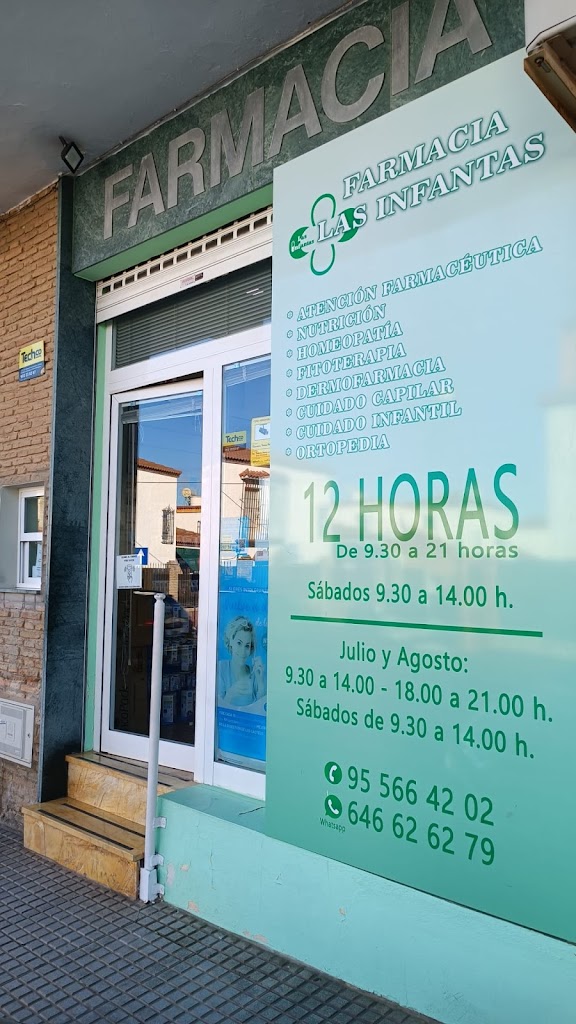 FARMACIA
FARMACIA
LAS INFANTAS
° ATENCIÓN FARMACÉUTICA
° NUTRICIÓN
° HOMEOPATÍA
° FITOTERAPIA
° DERMOFARMACIA
° CUIDADO CAPILAR
° CUIDADO INFANTIL
° ORTOPEDIA
12 HORAS
De 9.30 a 21 horas
Sábados 9.30 a 14.00 h.
Julio y Agosto:
9.30 a 14.00 - 18.00 a 21.00 h.
Sábados de 9.30 a 14.00 h.
95 566 42 02
646 62 62 79
Whatsapp
Techco
Techco